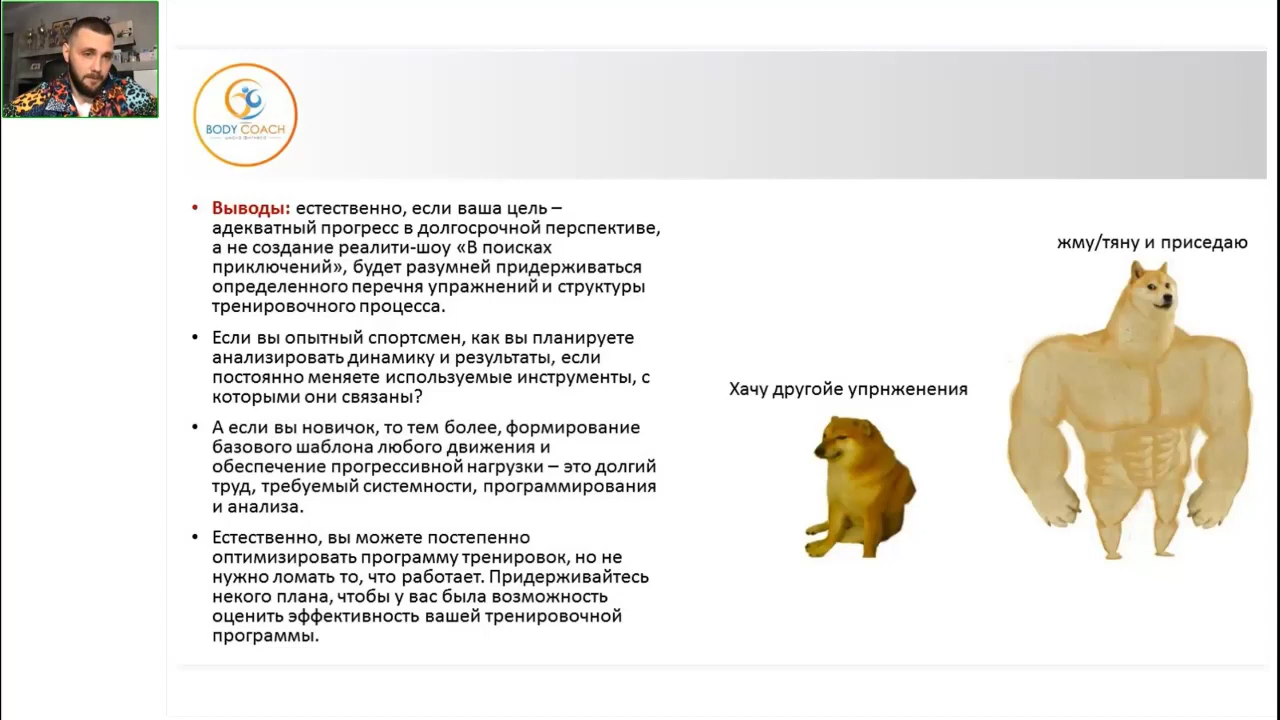 BODY COACH
• Выводы: естественно, если ваша цель –
адекватный прогресс в долгосрочной перспективе,
а не создание реалити-шоу «В поисках
приключений», будет разумней придерживаться
определенного перечня упражнений и структуры
тренировочного процесса.
• Если вы опытный спортсмен, как вы планируете
анализировать динамику и результаты, если
постоянно меняете используемые инструменты, с
которыми они связаны?
• А если вы новичок, то тем более, формирование
базового шаблона любого движения и
обеспечение прогрессивной нагрузки – это долгий
труд, требуемый системности, программирования
и анализа.
• Естественно, вы можете постепенно
оптимизировать программу тренировок, но не
нужно ломать то, что работает. Придерживайтесь
некого плана, чтобы у вас была возможность
оценить эффективность вашей тренировочной
программы.
Хачу другойе упрнженения
жму/тяну и приседаю